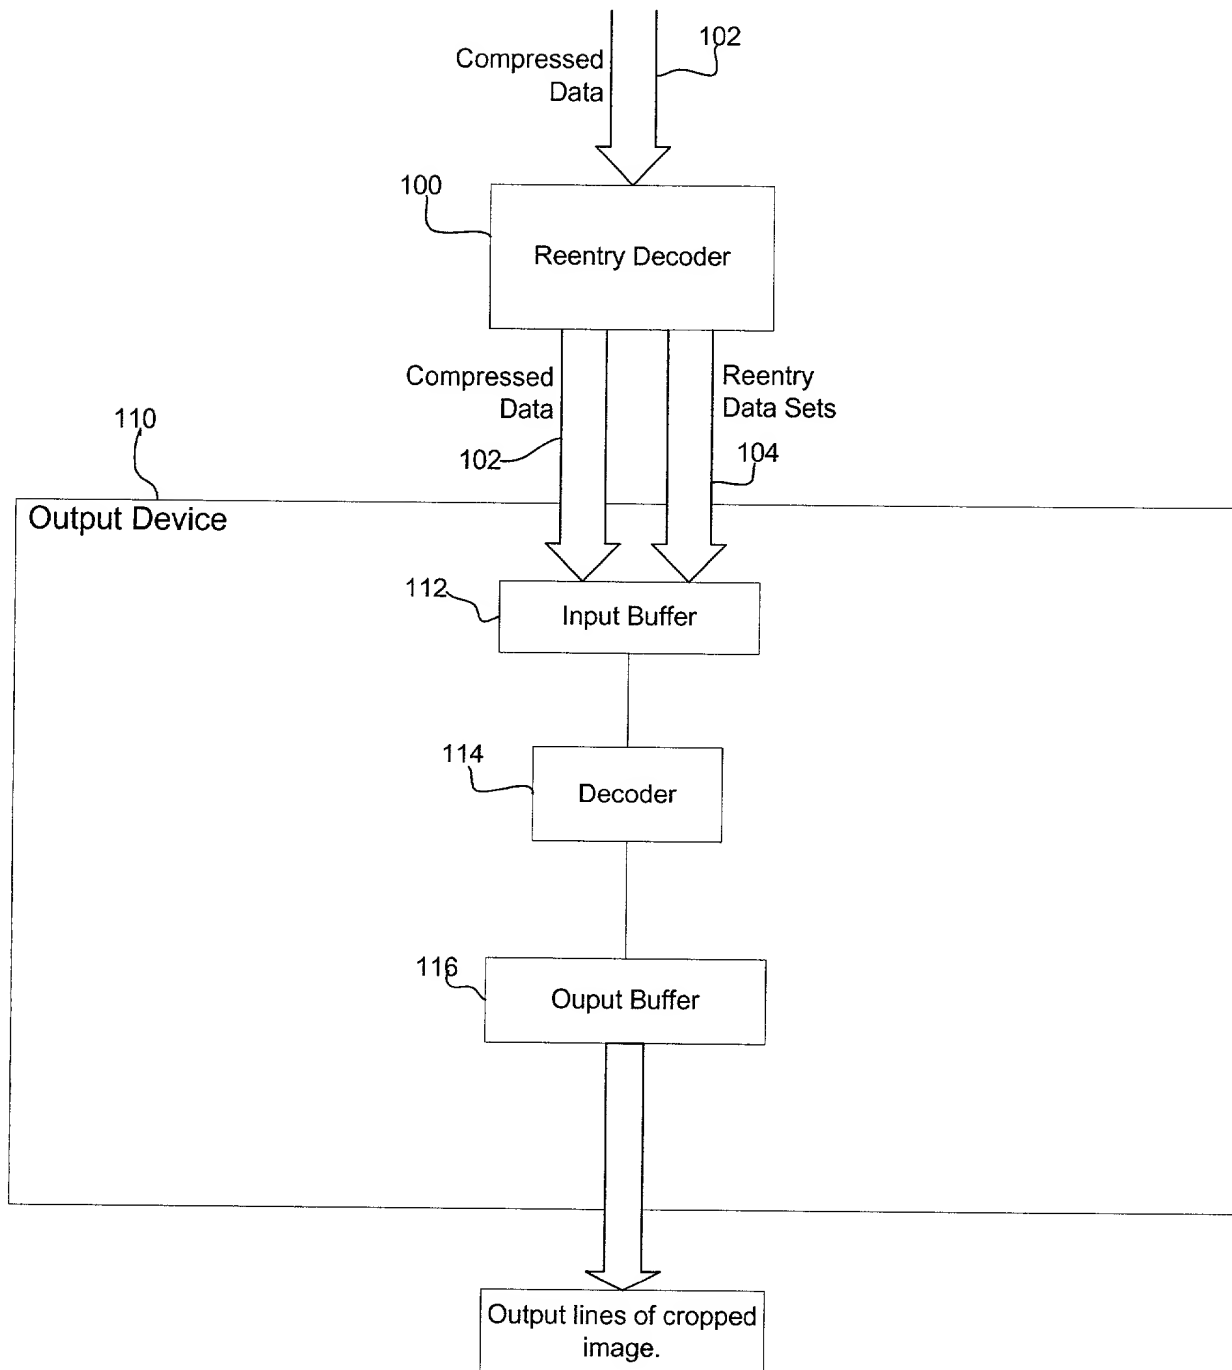 102
Compressed
Data
100
Reentry Decoder
Compressed
Data
Reentry
Data Sets
110
102
104
Output Device
112
Input Buffer
114
Decoder
116
Ouput Buffer
Output lines of cropped
image.